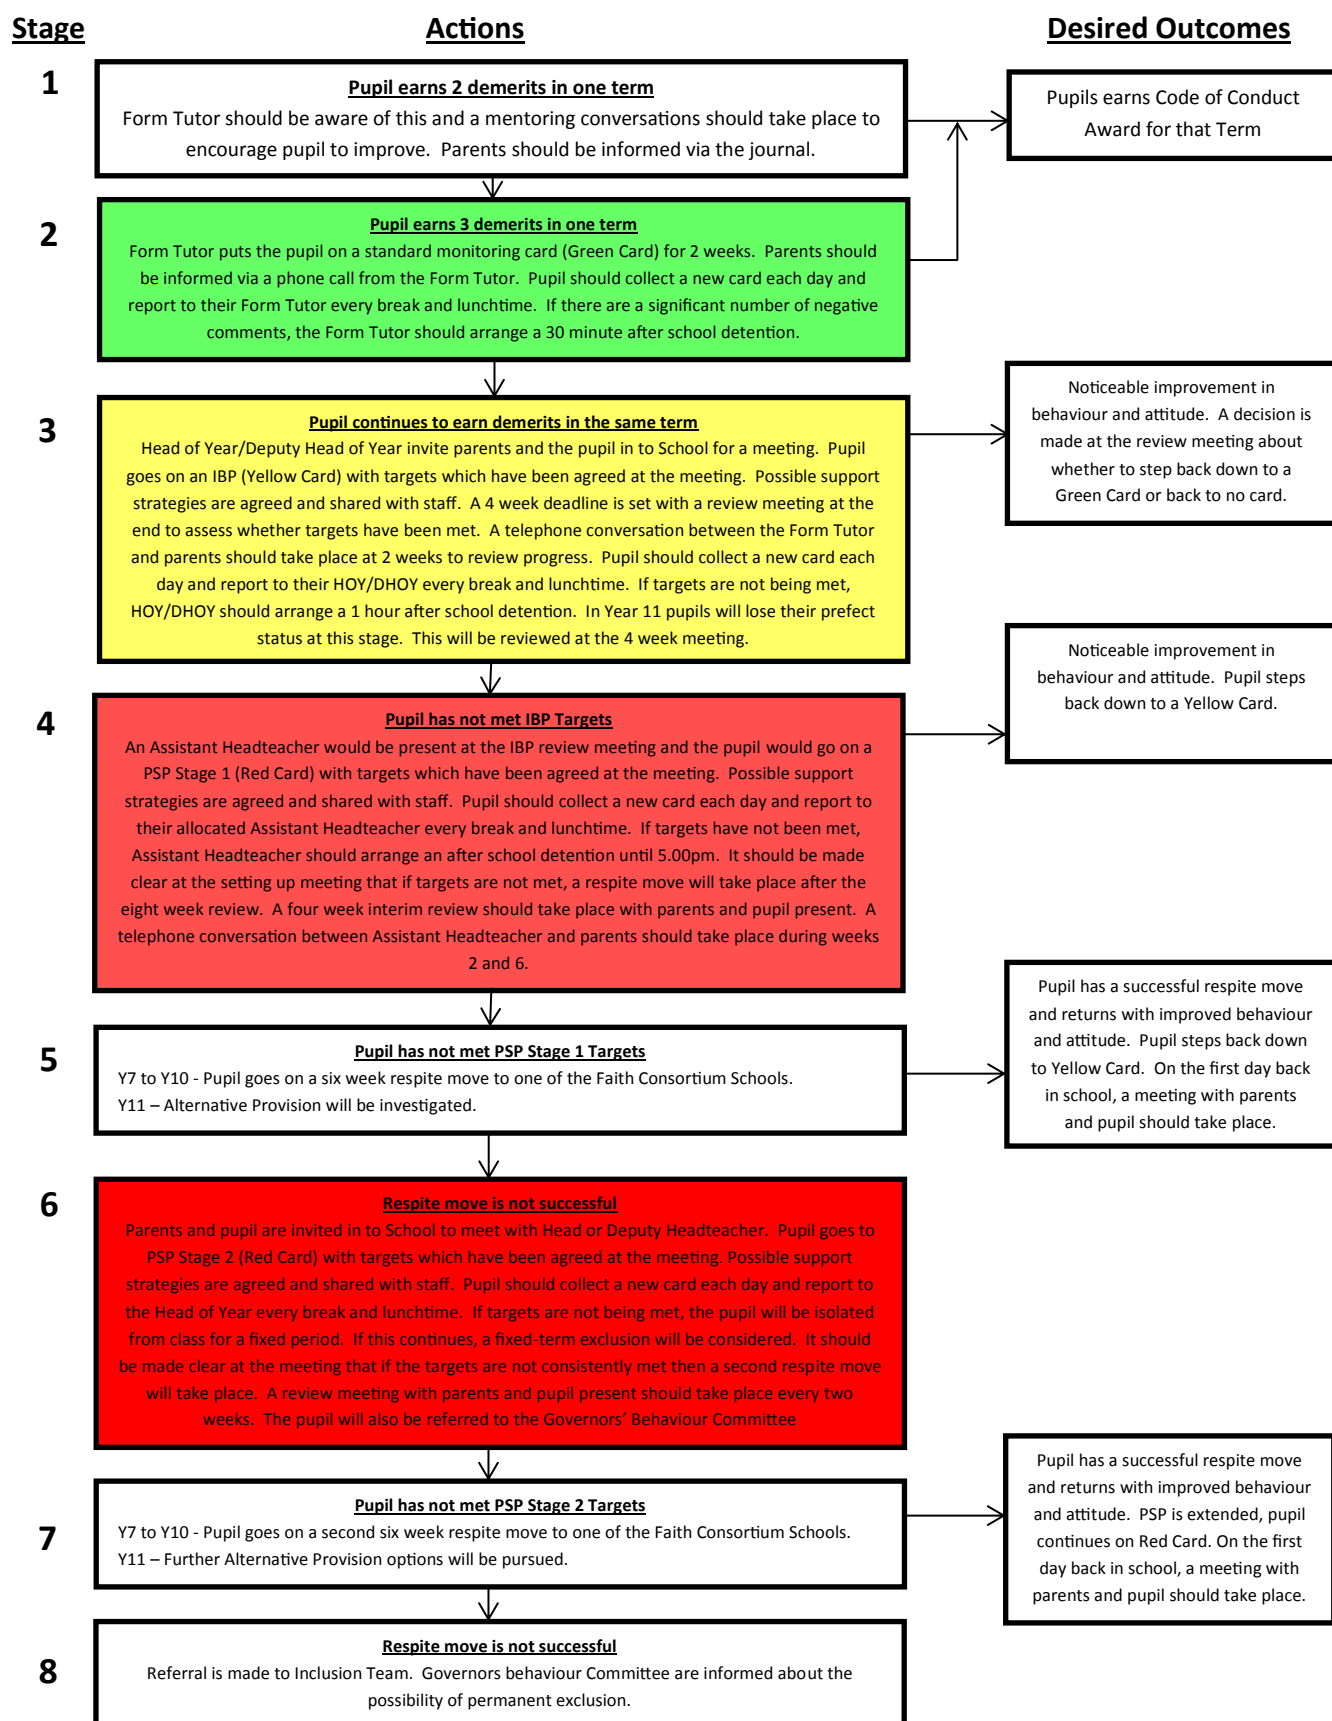 Stage Actions Desired Outcomes
1
Pupil earns 2 demerits in one term
Form Tutor should be aware of this and a mentoring conversations should take place to
encourage pupil to improve. Parents should be informed via the journal.
Pupils earns Code of Conduct
Award for that Term
2
Pupil earns 3 demerits in one term
Form Tutor puts the pupil on a standard monitoring card (Green Card) for 2 weeks. Parents should
be informed via a phone call from the Form Tutor. Pupil should collect a new card each day and
report to their Form Tutor every break and lunchtime. If there are a significant number of negative
comments, the Form Tutor should arrange a 30 minute after school detention.
3
Pupil continues to earn demerits in the same term
Head of Year/Deputy Head of Year invite parents and the pupil in to School for a meeting. Pupil
goes on an IBP (Yellow Card) with targets which have been agreed at the meeting. Possible support
strategies are agreed and shared with staff. A 4 week deadline is set with a review meeting at the
end to assess whether targets have been met. A telephone conversation between the Form Tutor
and parents should take place at 2 weeks to review progress. Pupil should collect a new card each
day and report to their HOY/DHOY every break and lunchtime. If targets are not being met,
HOY/DHOY should arrange a 1 hour after school detention. In Year 11 pupils will lose their prefect
status at this stage. This will be reviewed at the 4 week meeting.
Noticeable improvement in
behaviour and attitude. A decision is
made at the review meeting about
whether to step back down to a
Green Card or back to no card.
4
Pupil has not met IBP Targets
An Assistant Headteacher would be present at the IBP review meeting and the pupil would go on a
PSP Stage 1 (Red Card) with targets which have been agreed at the meeting. Possible support
strategies are agreed and shared with staff. Pupil should collect a new card each day and report to
their allocated Assistant Headteacher every break and lunchtime. If targets have not been met,
Assistant Headteacher should arrange an after school detention until 5.00pm. It should be made
clear at the setting up meeting that if targets are not met, a respite move will take place after the
eight week review. A four week interim review should take place with parents and pupil present. A
telephone conversation between Assistant Headteacher and parents should take place during weeks
2 and 6.
Noticeable improvement in
behaviour and attitude. Pupil steps
back down to a Yellow Card.
5
Pupil has not met PSP Stage 1 Targets
Y7 to Y10 - Pupil goes on a six week respite move to one of the Faith Consortium Schools.
Y11 – Alternative Provision will be investigated.
Pupil has a successful respite move
and returns with improved behaviour
and attitude. Pupil steps back down
to Yellow Card. On the first day back
in school, a meeting with parents
and pupil should take place.
6
Respite move is not successful
Parents and pupil are invited in to School to meet with Head or Deputy Headteacher. Pupil goes to
PSP Stage 2 (Red Card) with targets which have been agreed at the meeting. Possible support
strategies are agreed and shared with staff. Pupil should collect a new card each day and report to
the Head of Year every break and lunchtime. If targets are not being met, the pupil will be isolated
from class for a fixed period. If this continues, a fixed-term exclusion will be considered. It should
be made clear at the meeting that if the targets are not consistently met then a second respite move
will take place. A review meeting with parents and pupil present should take place every two
weeks. The pupil will also be referred to the Governors’ Behaviour Committee
7
Pupil has not met PSP Stage 2 Targets
Y7 to Y10 - Pupil goes on a second six week respite move to one of the Faith Consortium Schools.
Y11 – Further Alternative Provision options will be pursued.
Pupil has a successful respite move
and returns with improved behaviour
and attitude. PSP is extended, pupil
continues on Red Card. On the first
day back in school, a meeting with
parents and pupil should take place.
8
Respite move is not successful
Referral is made to Inclusion Team. Governors behaviour Committee are informed about the
possibility of permanent exclusion.